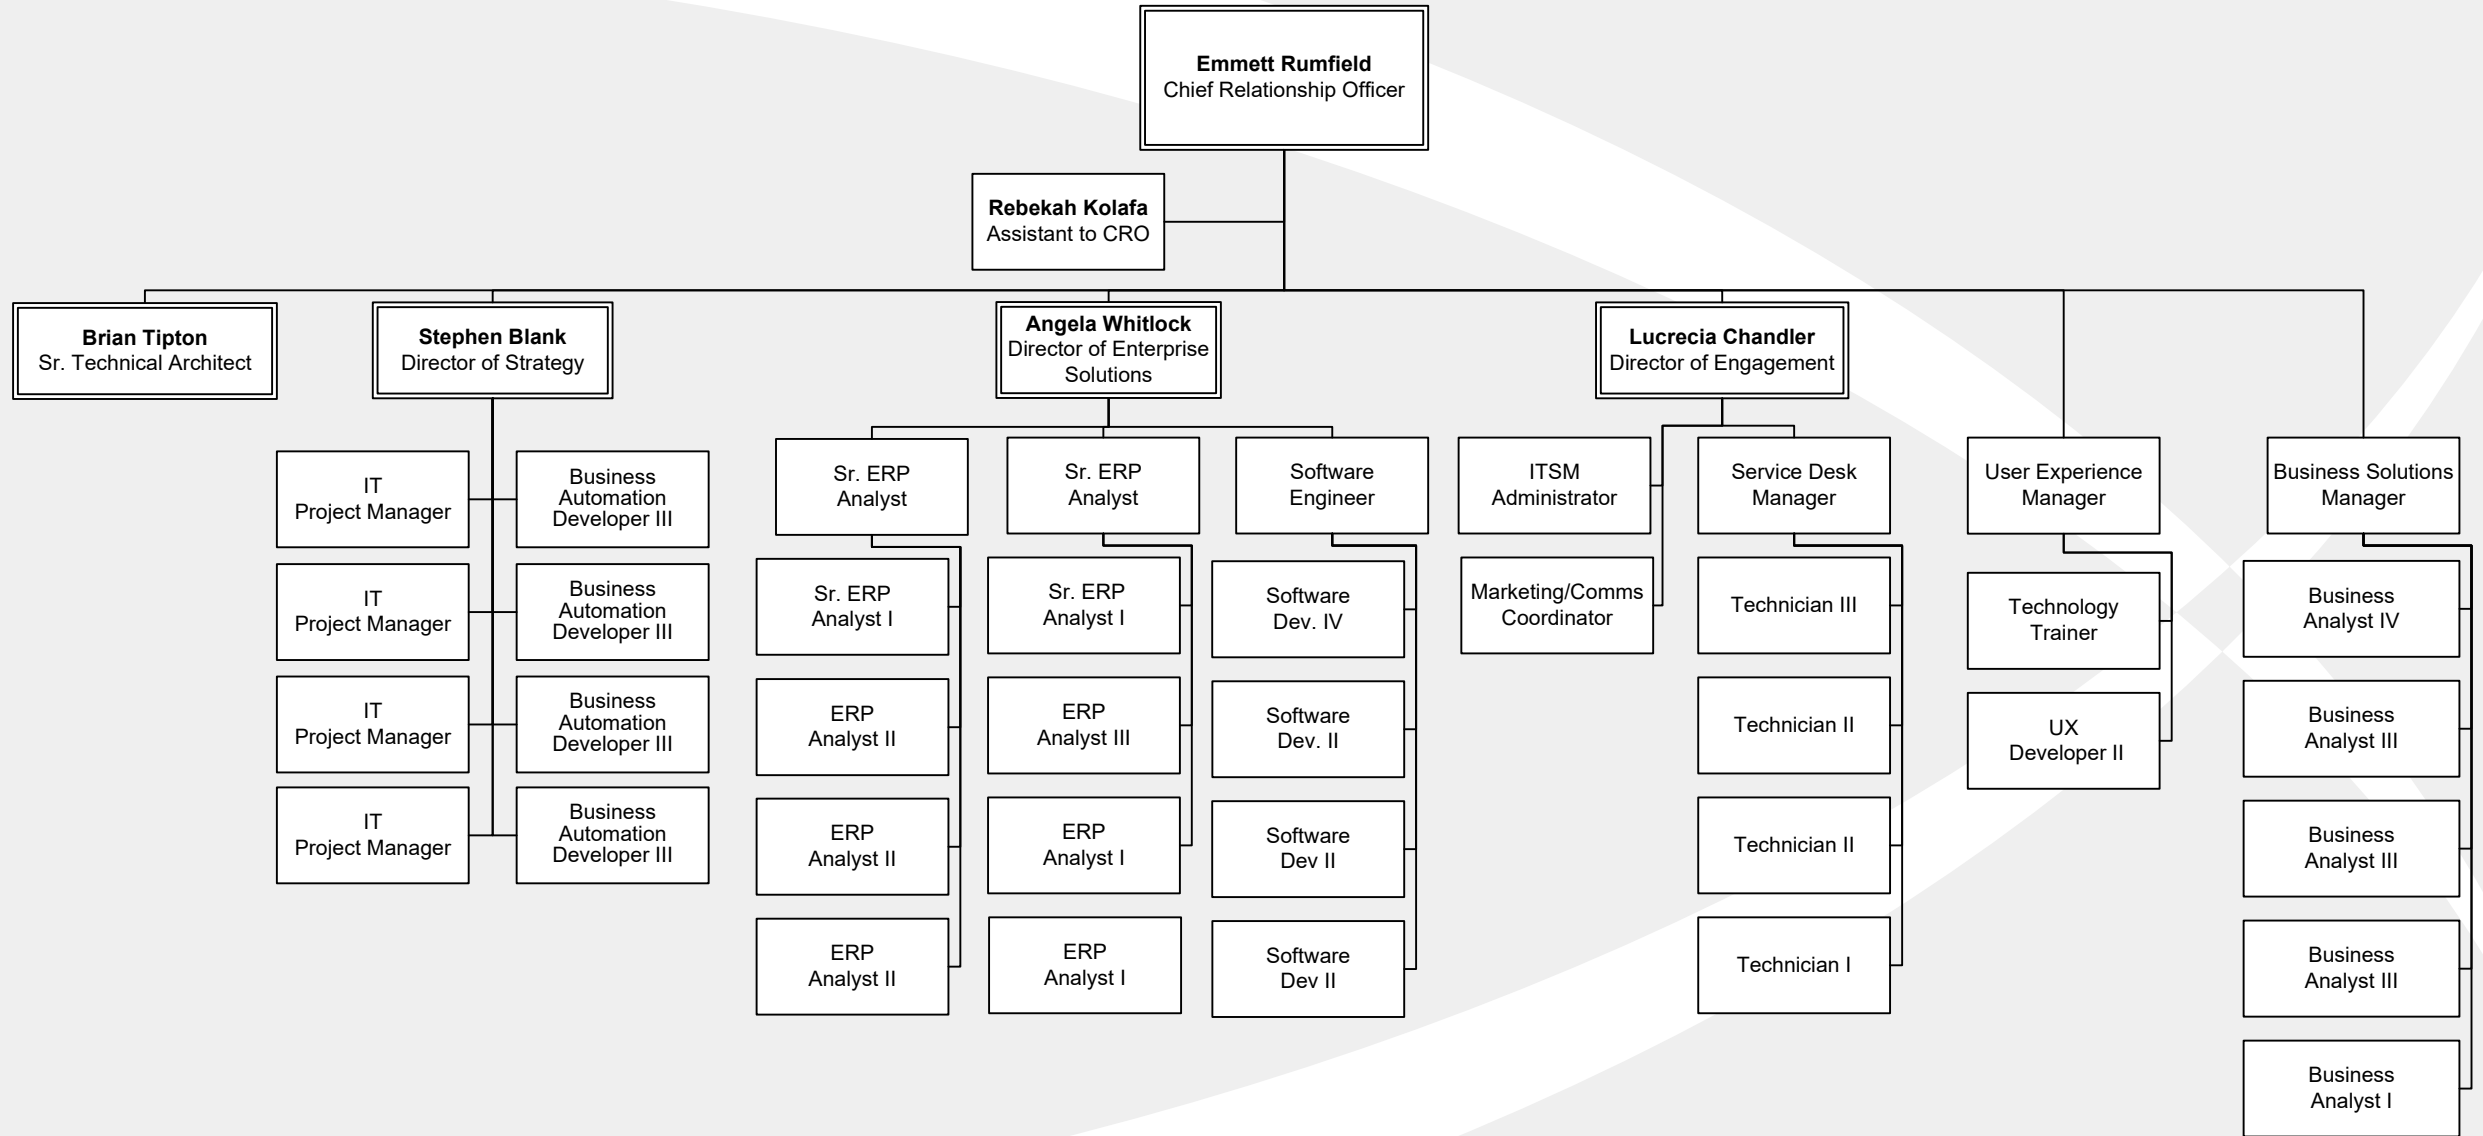 Emmett Rumfield
Chief Relationship Officer
Rebekah Kolafa
Assistant to CRO
Brian Tipton
Sr. Technical Architect
Stephen Blank
Director of Strategy
IT
Project Manager
Business
Automation
Developer III
IT
Project Manager
Business
Automation
Developer III
IT
Project Manager
Business
Automation
Developer III
IT
Project Manager
Business
Automation
Developer III
Angela Whitlock
Director of Enterprise
Solutions
Sr. ERP
Analyst
Sr. ERP
Analyst I
ERP
Analyst II
ERP
Analyst II
ERP
Analyst II
Sr. ERP
Analyst
Sr. ERP
Analyst I
ERP
Analyst III
ERP
Analyst I
ERP
Analyst I
Software
Engineer
Software
Dev. IV
Software
Dev. II
Software
Dev II
Software
Dev II
Lucrecia Chandler
Director of Engagement
ITSM
Administrator
Marketing/Comms
Coordinator
Service Desk
Manager
Technician III
Technician II
Technician II
Technician I
User Experience
Manager
Technology
Trainer
UX
Developer II
Business Solutions
Manager
Business
Analyst IV
Business
Analyst III
Business
Analyst III
Business
Analyst III
Business
Analyst I